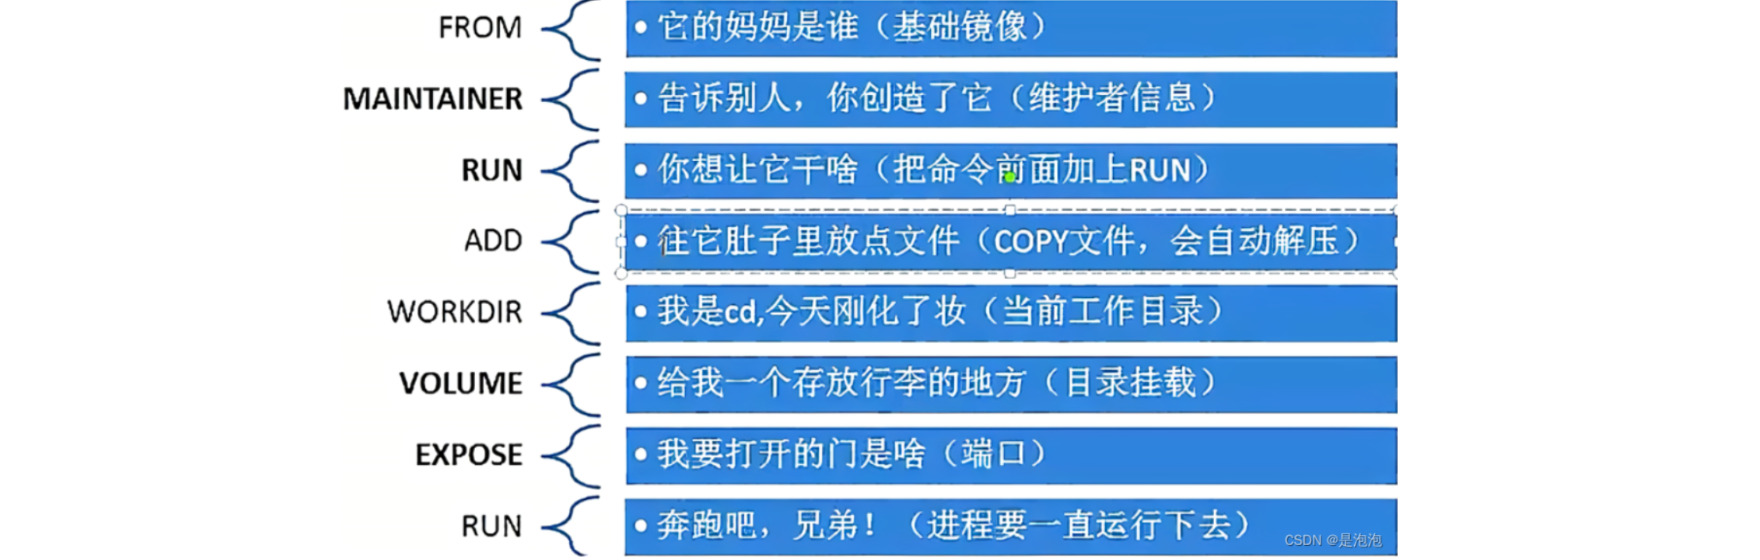 FROM • 它的妈妈是谁（基础镜像）
MAINTAINER • 告诉别人，你创造了它（维护者信息）
RUN • 你想让它干啥（把命令前面加上RUN）
ADD • 往它肚子里放点文件（COPY文件，会自动解压）
WORKDIR • 我是cd,今天刚化了妆（当前工作目录）
VOLUME • 给我一个存放行李的地方（目录挂载）
EXPOSE • 我要打开的门是啥（端口）
RUN • 奔跑吧，兄弟！（进程要一直运行下去）
CSDN @是泡泡